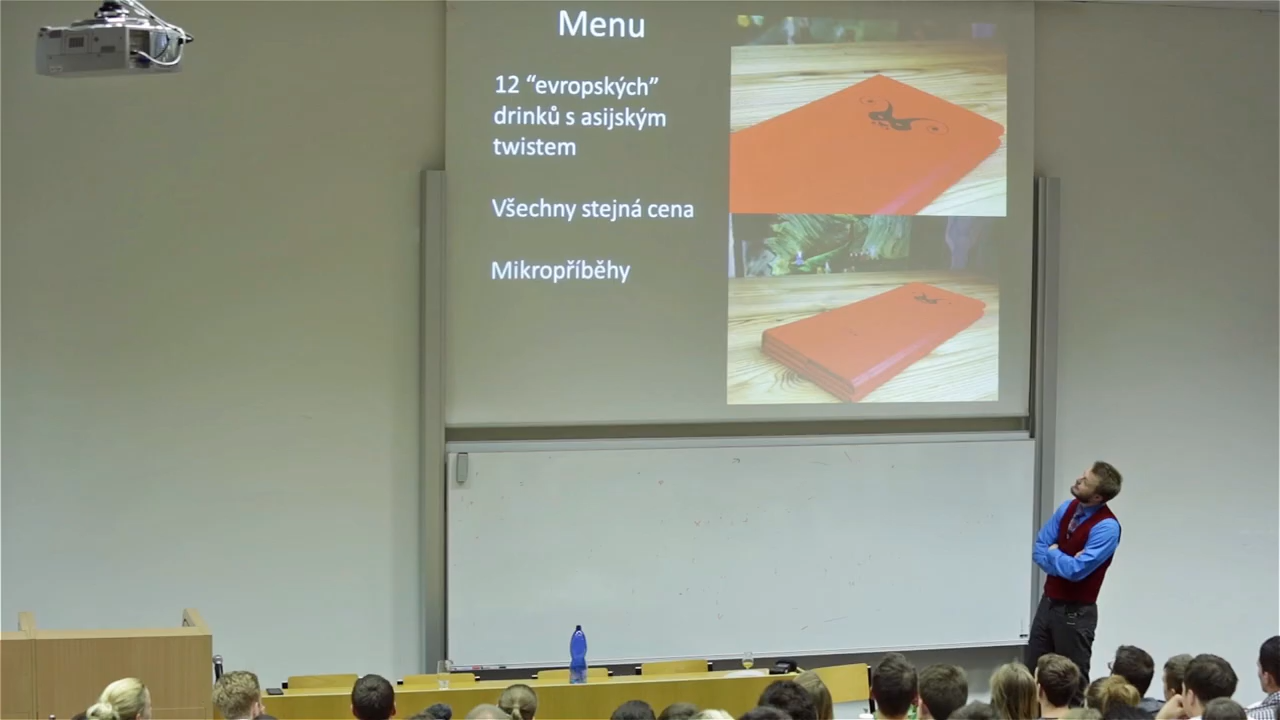 Menu
12 “evropských”
drinků s asijským
twistem
Všechny stejná cena
Mikropříběhy